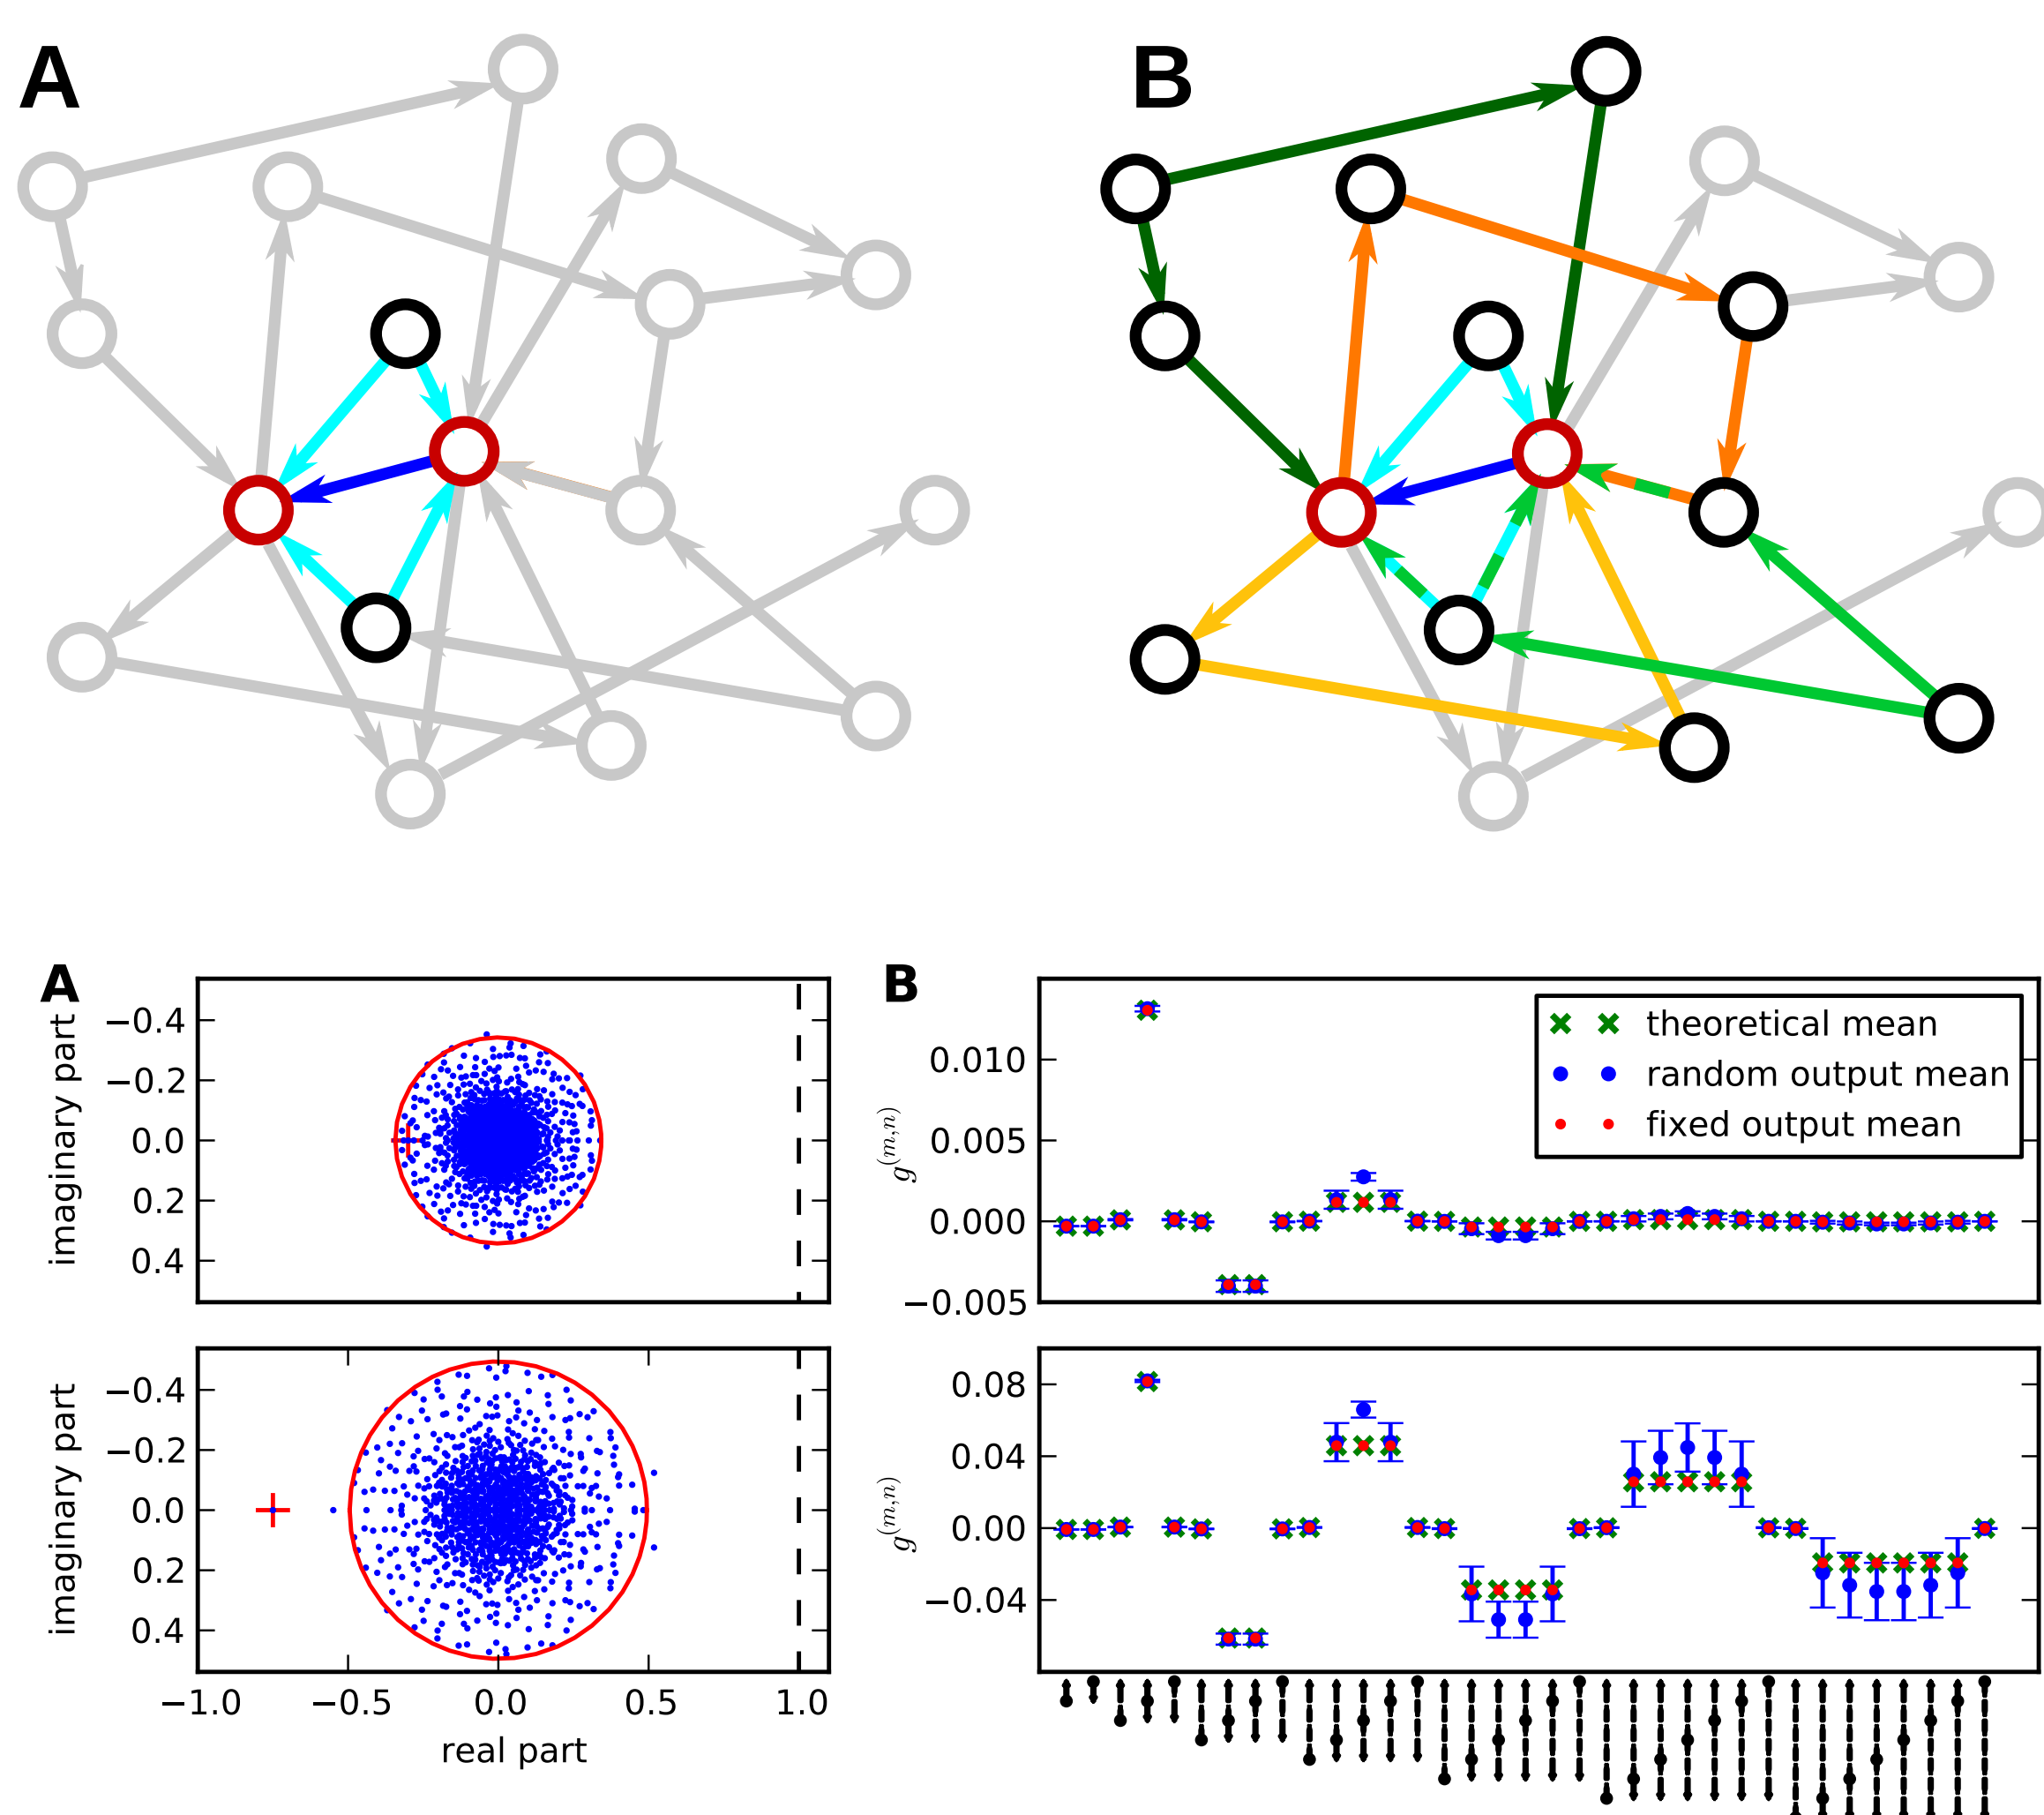 A
B
A
imaginary part
−0.4
−0.2
0.0
0.2
0.4
imaginary part
−0.4
−0.2
0.0
0.2
0.4
−1.0 −0.5 0.0 0.5 1.0
real part
B
g^(m,n)
0.010
0.005
0.000
−0.005
theoretical mean
random output mean
fixed output mean
g^(m,n)
0.08
0.04
0.00
−0.04